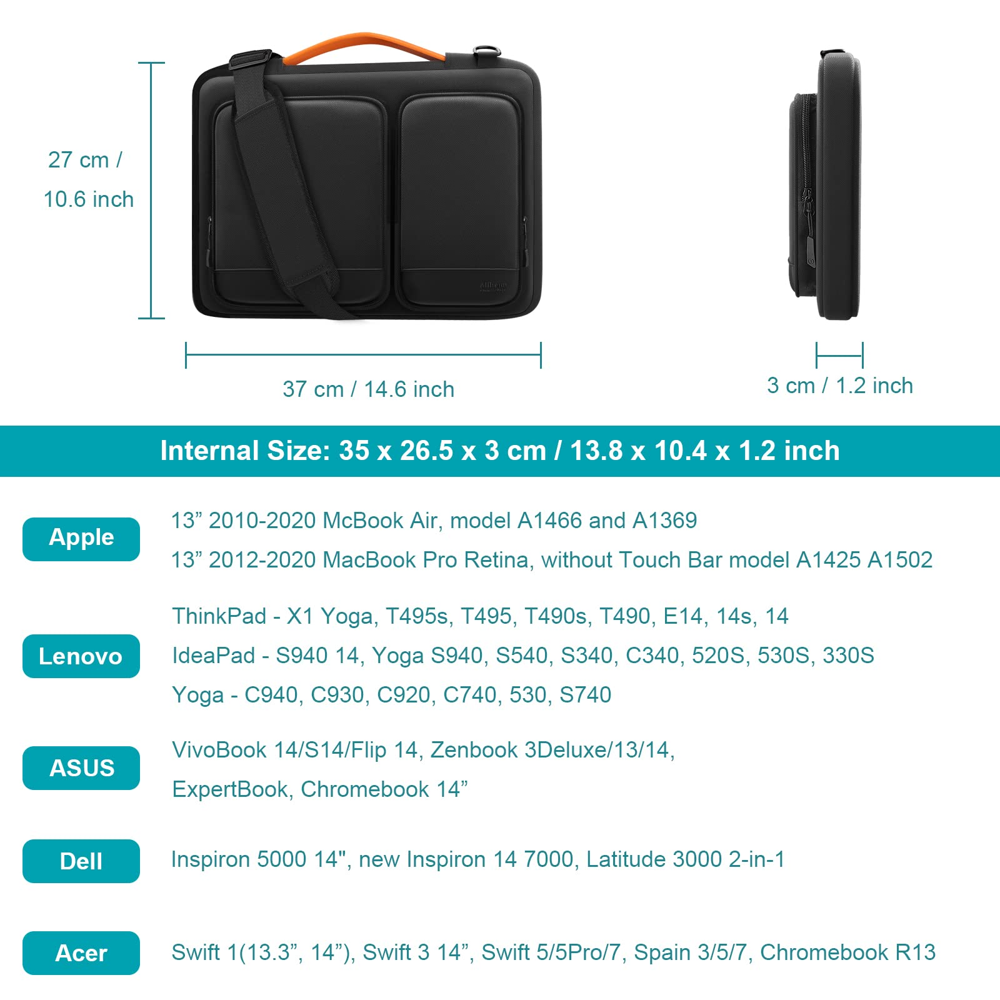 27 cm /
10.6 inch
37 cm / 14.6 inch
3 cm / 1.2 inch
Internal Size: 35 x 26.5 x 3 cm / 13.8 x 10.4 x 1.2 inch
Apple
13” 2010-2020 McBook Air, model A1466 and A1369
13” 2012-2020 MacBook Pro Retina, without Touch Bar model A1425 A1502
Lenovo
ThinkPad - X1 Yoga, T495s, T495, T490s, T490, E14, 14s, 14
IdeaPad - S940 14, Yoga S940, S540, S340, C340, 520S, 530S, 330S
Yoga - C940, C930, C920, C740, 530, S740
ASUS
VivoBook 14/S14/Flip 14, Zenbook 3Deluxe/13/14,
ExpertBook, Chromebook 14”
Dell
Inspiron 5000 14", new Inspiron 14 7000, Latitude 3000 2-in-1
Acer
Swift 1(13.3”, 14”), Swift 3 14”, Swift 5/5Pro/7, Spain 3/5/7, Chromebook R13